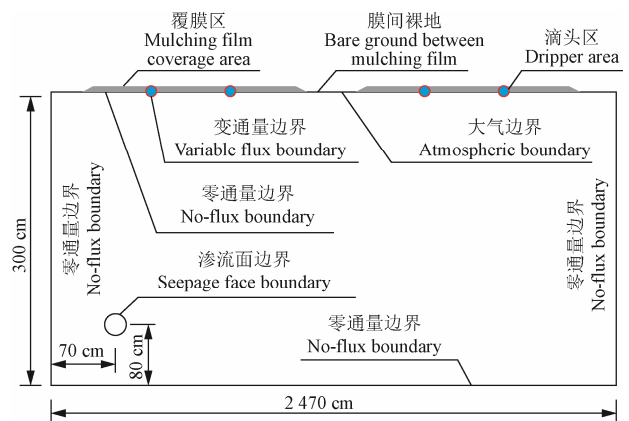 覆膜区
Mulching film
coverage area
膜间裸地
Bare ground between
mulching film
滴头区
Dripper area
变通量边界
Variable flux boundary
大气边界
Atmospheric boundary
零通量边界
No-flux boundary
零通量边界
No-flux boundary
零通量边界
No-flux boundary
300 cm
渗流面边界
Seepage face boundary
零通量边界
No-flux boundary
70 cm
80 cm
2 470 cm